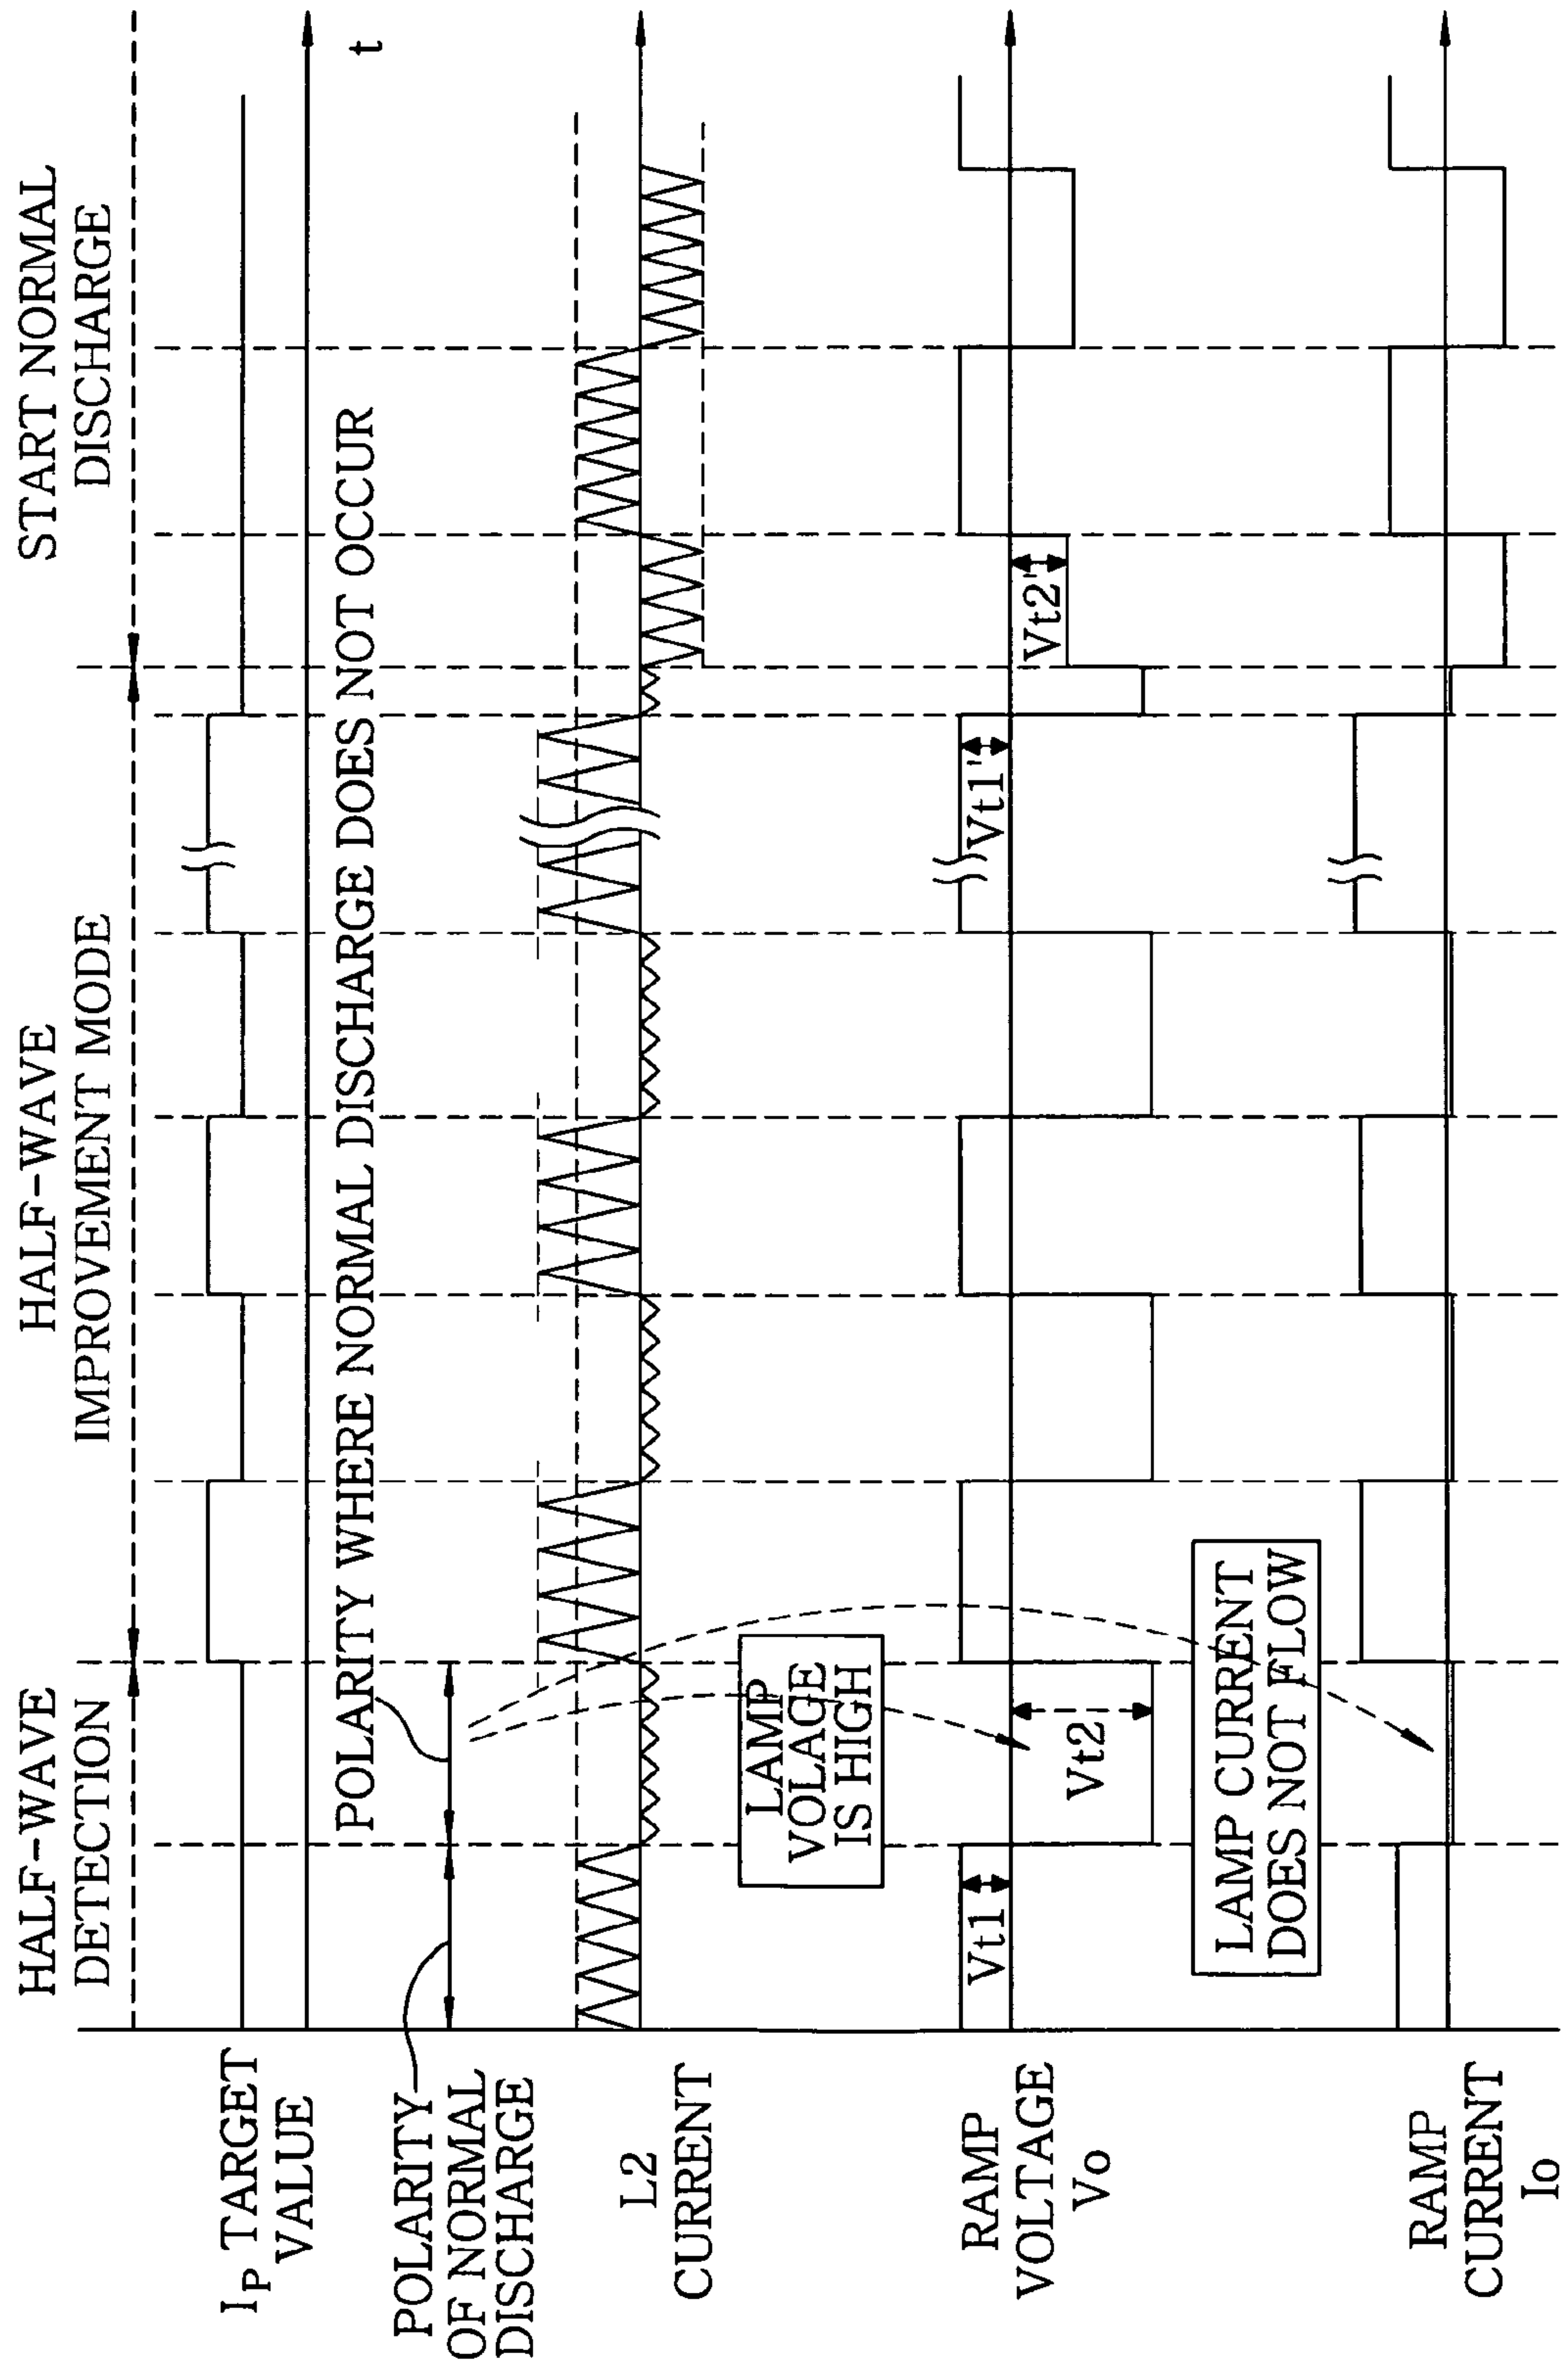 HALF-WAVE
DETECTION
HALF-WAVE
IMPROVEMENT MODE
START NORMAL
DISCHARGE
IP TARGET
VALUE
t
POLARITY WHERE NORMAL DISCHARGE DOES NOT OCCUR
POLARITY
OF NORMAL
DISCHARGE
L2
CURRENT
LAMP
VOLAGE
IS HIGH
RAMP
VOLTAGE
Vo
Vt1
Vt2
Vt1'
Vt2'
LAMP CURRENT
DOES NOT FLOW
RAMP
CURRENT
Io